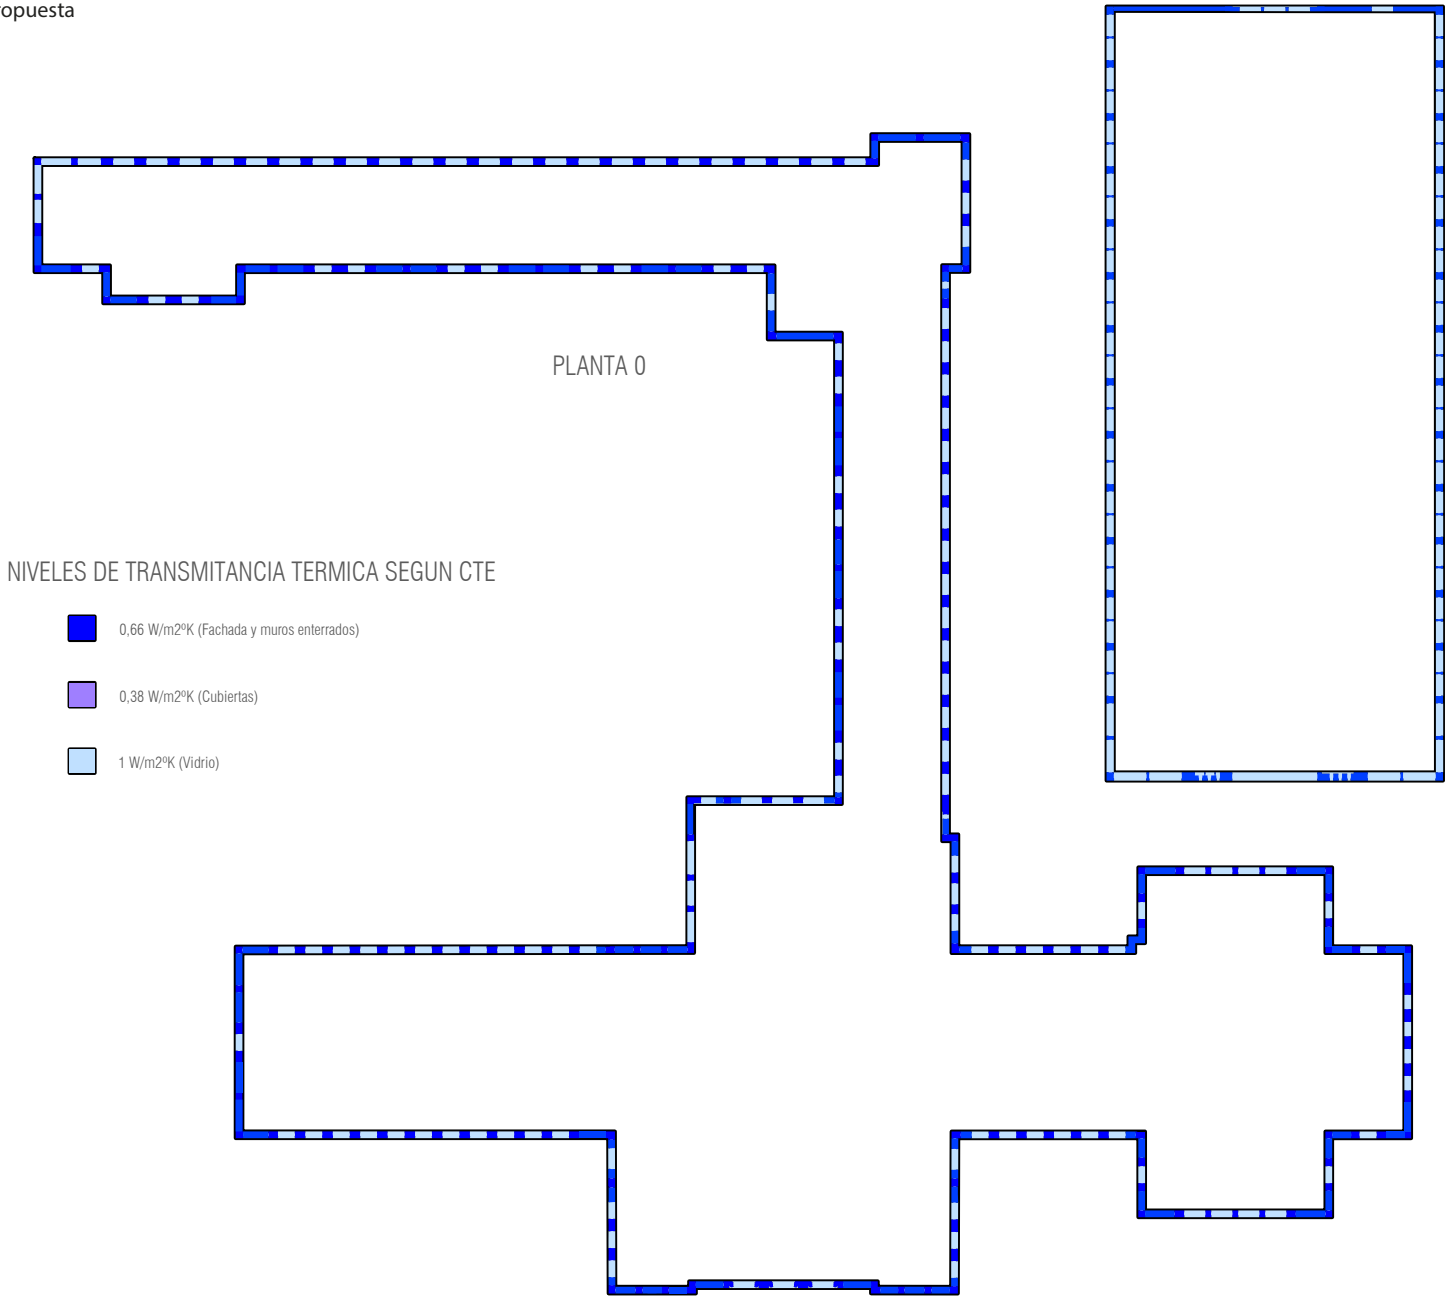 ropuesta
PLANTA 0
NIVELES DE TRANSMITANCIA TERMICA SEGUN CTE
0,66 W/m2ºK (Fachada y muros enterrados)
0,38 W/m2ºK (Cubiertas)
1 W/m2ºK (Vidrio)